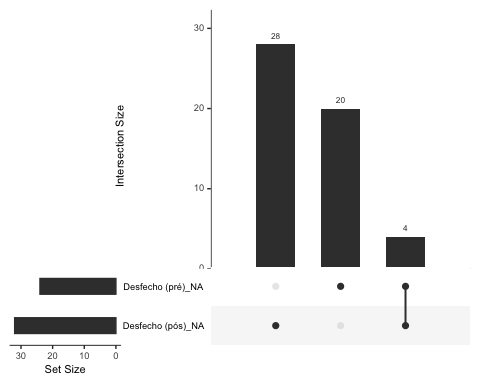 30
20
10
0
Intersection Size
28
20
4
Desfecho (pré)_NA
Desfecho (pós)_NA
30 20 10 0
Set Size